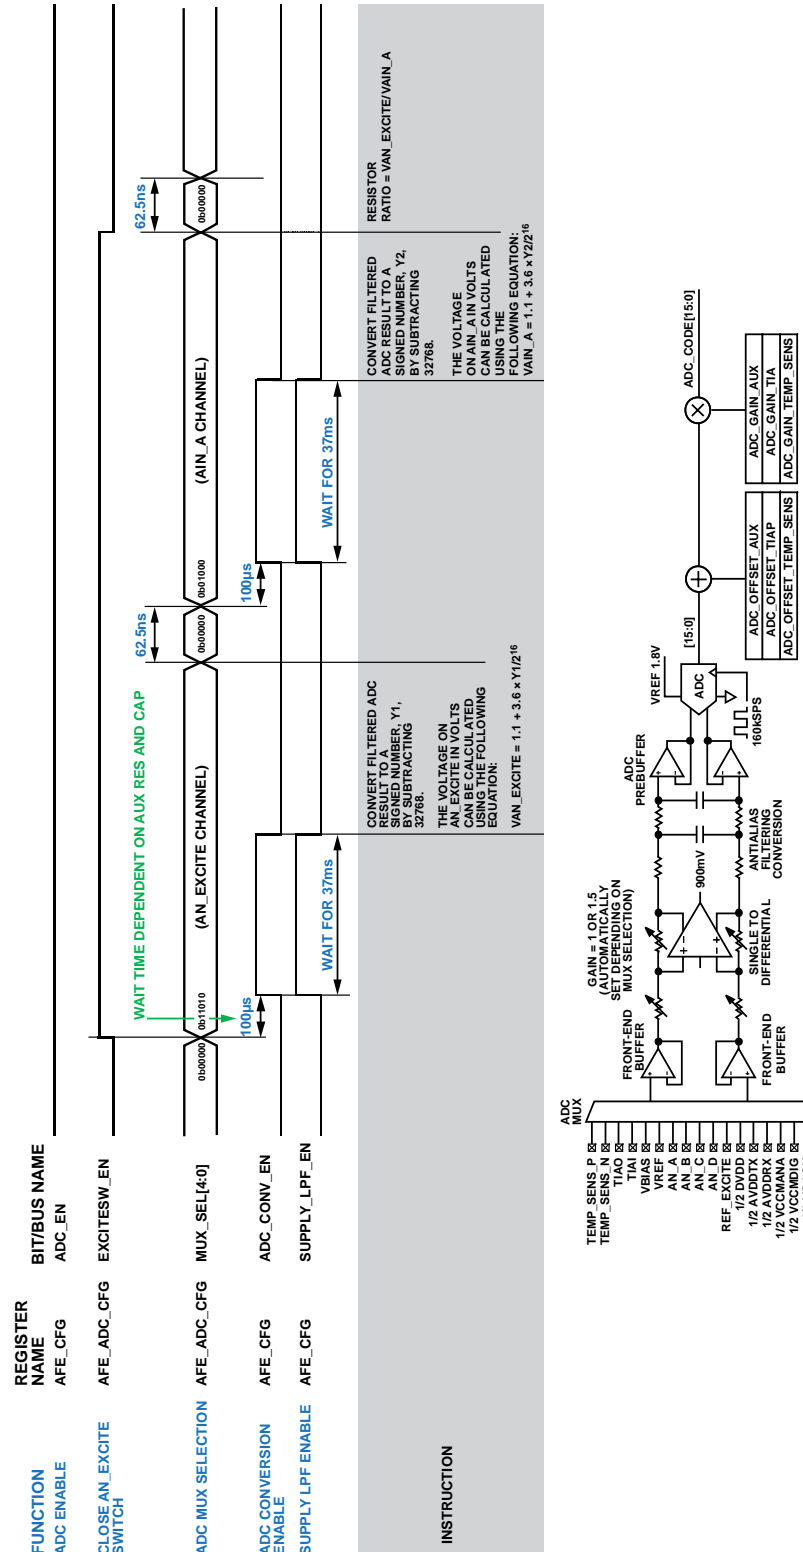 FUNCTION
REGISTER
NAME
BIT/BUS NAME
ADC ENABLE
AFE_CFG
ADC_EN
CLOSE AN_EXCITE
SWITCH
AFE_ADC_CFG
EXCITESW_EN
WAIT TIME DEPENDENT ON AUX RES AND CAP
62.5ns
62.5ns
ADC MUX SELECTION
AFE_ADC_CFG
MUX_SEL[4:0]
0b00000
0b11010
(AN_EXCITE CHANNEL)
0b00000
0b01000
(AIN_A CHANNEL)
0b00000
100µs
100µs
ADC CONVERSION
ENABLE
AFE_CFG
ADC_CONV_EN
SUPPLY LPF ENABLE
AFE_CFG
SUPPLY_LPF_EN
WAIT FOR 37ms
WAIT FOR 37ms
INSTRUCTION
CONVERT FILTERED ADC
RESULT TO A
SIGNED NUMBER, Y1,
BY SUBTRACTING
32768.
THE VOLTAGE ON
AN_EXCITE IN VOLTS
CAN BE CALCULATED
USING THE FOLLOWING
EQUATION:
VAN_EXCITE = 1.1 + 3.6 × Y1/2¹⁶
CONVERT FILTERED
ADC RESULT TO A
SIGNED NUMBER, Y2,
BY SUBTRACTING
32768.
THE VOLTAGE
ON AIN_A IN VOLTS
CAN BE CALCUL ATED
USING THE
FOLLOWING EQUATION:
VAIN_A = 1.1 + 3.6 × Y2/2¹⁶
RESISTOR
RATIO = VAN_EXCITE/VAIN_A
ADC
MUX
TEMP_SENS_P
TEMP_SENS_N
TIAO
TIAI
VBIAS
VREF
AN_A
AN_B
AN_C
AN_D
REF_EXCITE
1/2 DVDD
1/2 AVDDTX
1/2 AVDDRX
1/2 VCCMANA
1/2 VCCMDIG
FRONT-END
BUFFER
FRONT-END
BUFFER
GAIN = 1 OR 1.5
(AUTOMATICALLY
SET DEPENDING ON
MUX SELECTION)
SINGLE TO
DIFFERENTIAL
900mV
ANTIALIAS
FILTERING
CONVERSION
ADC
PREBUFFER
VREF 1.8V
ADC
160kSPS
[15:0]
ADC_OFFSET_AUX
ADC_OFFSET_TIAP
ADC_OFFSET_TEMP_SENS
ADC_GAIN_AUX
ADC_GAIN_TIA
ADC_GAIN_TEMP_SENS
ADC_CODE[15:0]